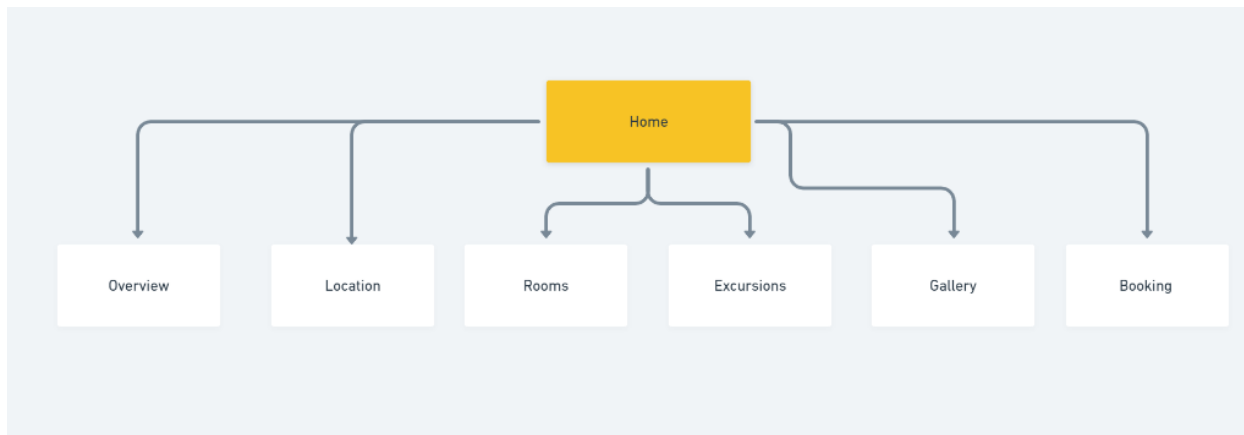 Home
Overview
Location
Rooms
Excursions
Gallery
Booking